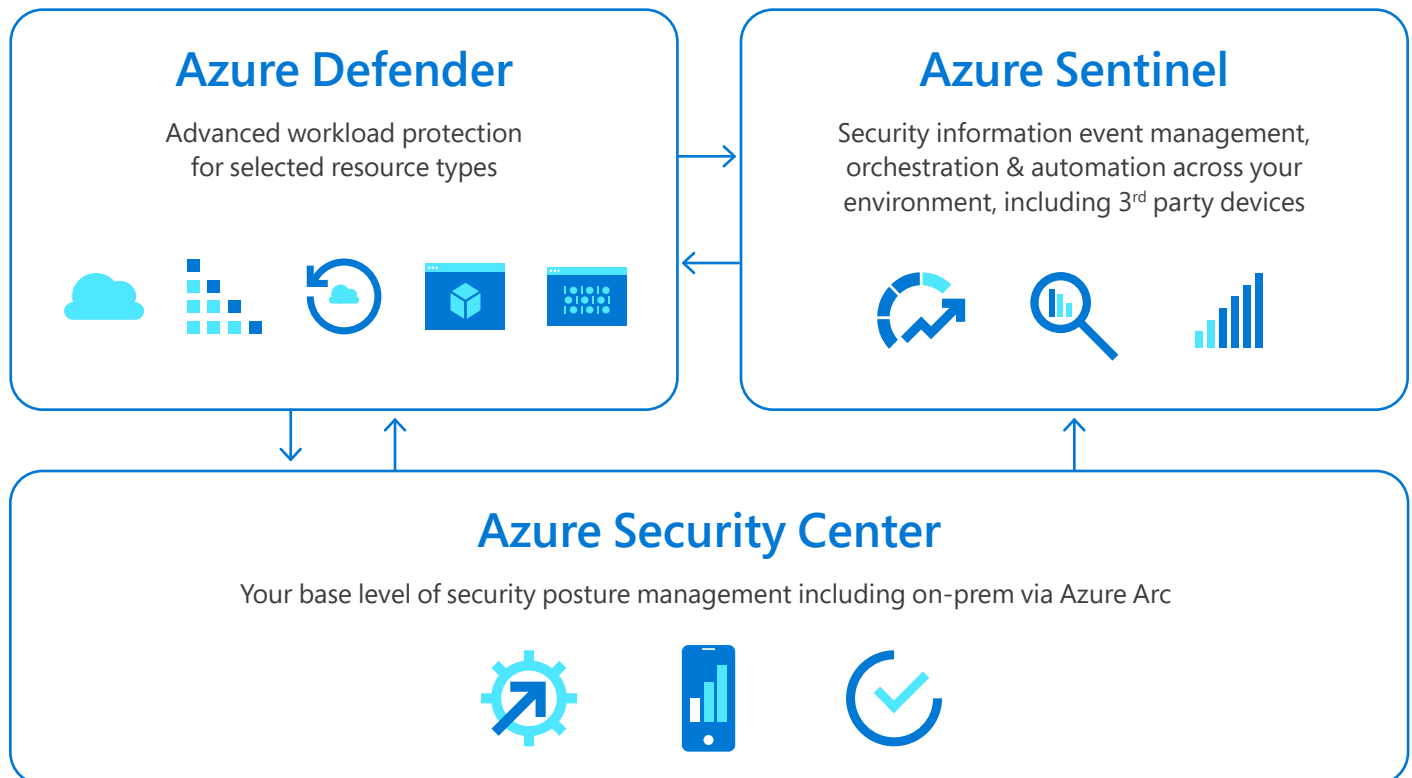 Azure Defender
Advanced workload protection
for selected resource types
Azure Sentinel
Security information event management,
orchestration & automation across your
environment, including 3rd party devices
Azure Security Center
Your base level of security posture management including on-prem via Azure Arc